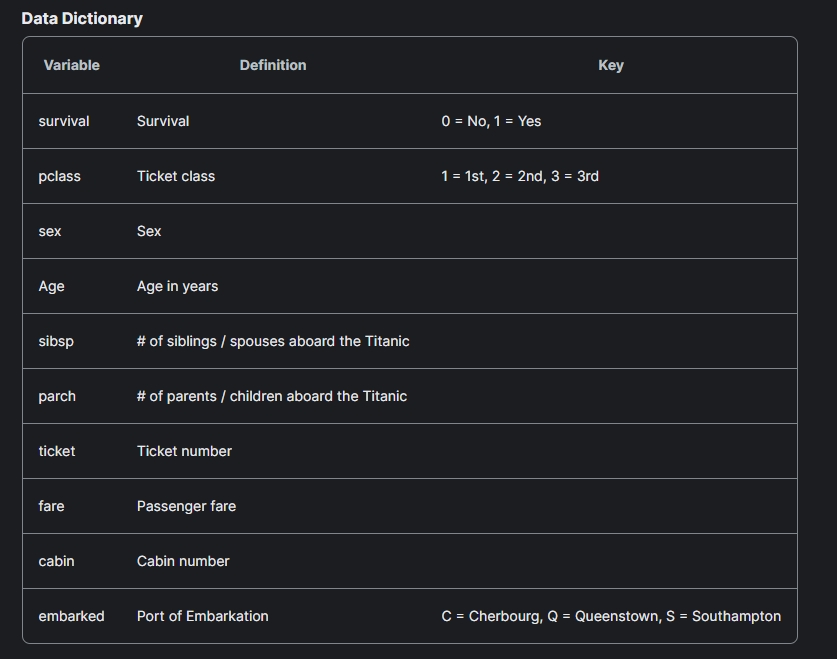 Data Dictionary
Variable Definition Key
survival Survival 0 = No, 1 = Yes
pclass Ticket class 1 = 1st, 2 = 2nd, 3 = 3rd
sex Sex
Age Age in years
sibsp # of siblings / spouses aboard the Titanic
parch # of parents / children aboard the Titanic
ticket Ticket number
fare Passenger fare
cabin Cabin number
embarked Port of Embarkation C = Cherbourg, Q = Queenstown, S = Southampton